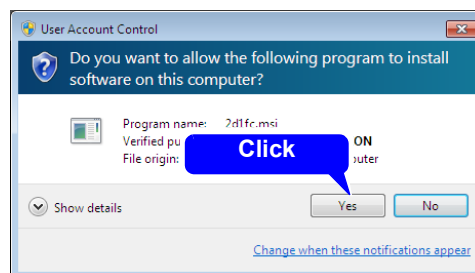 User Account Control
Do you want to allow the following program to install
software on this computer?
Program name: 2d1fc.msi
Verified pu ON
File origin: uter
Click
Show details
Yes
No
Change when these notifications appear